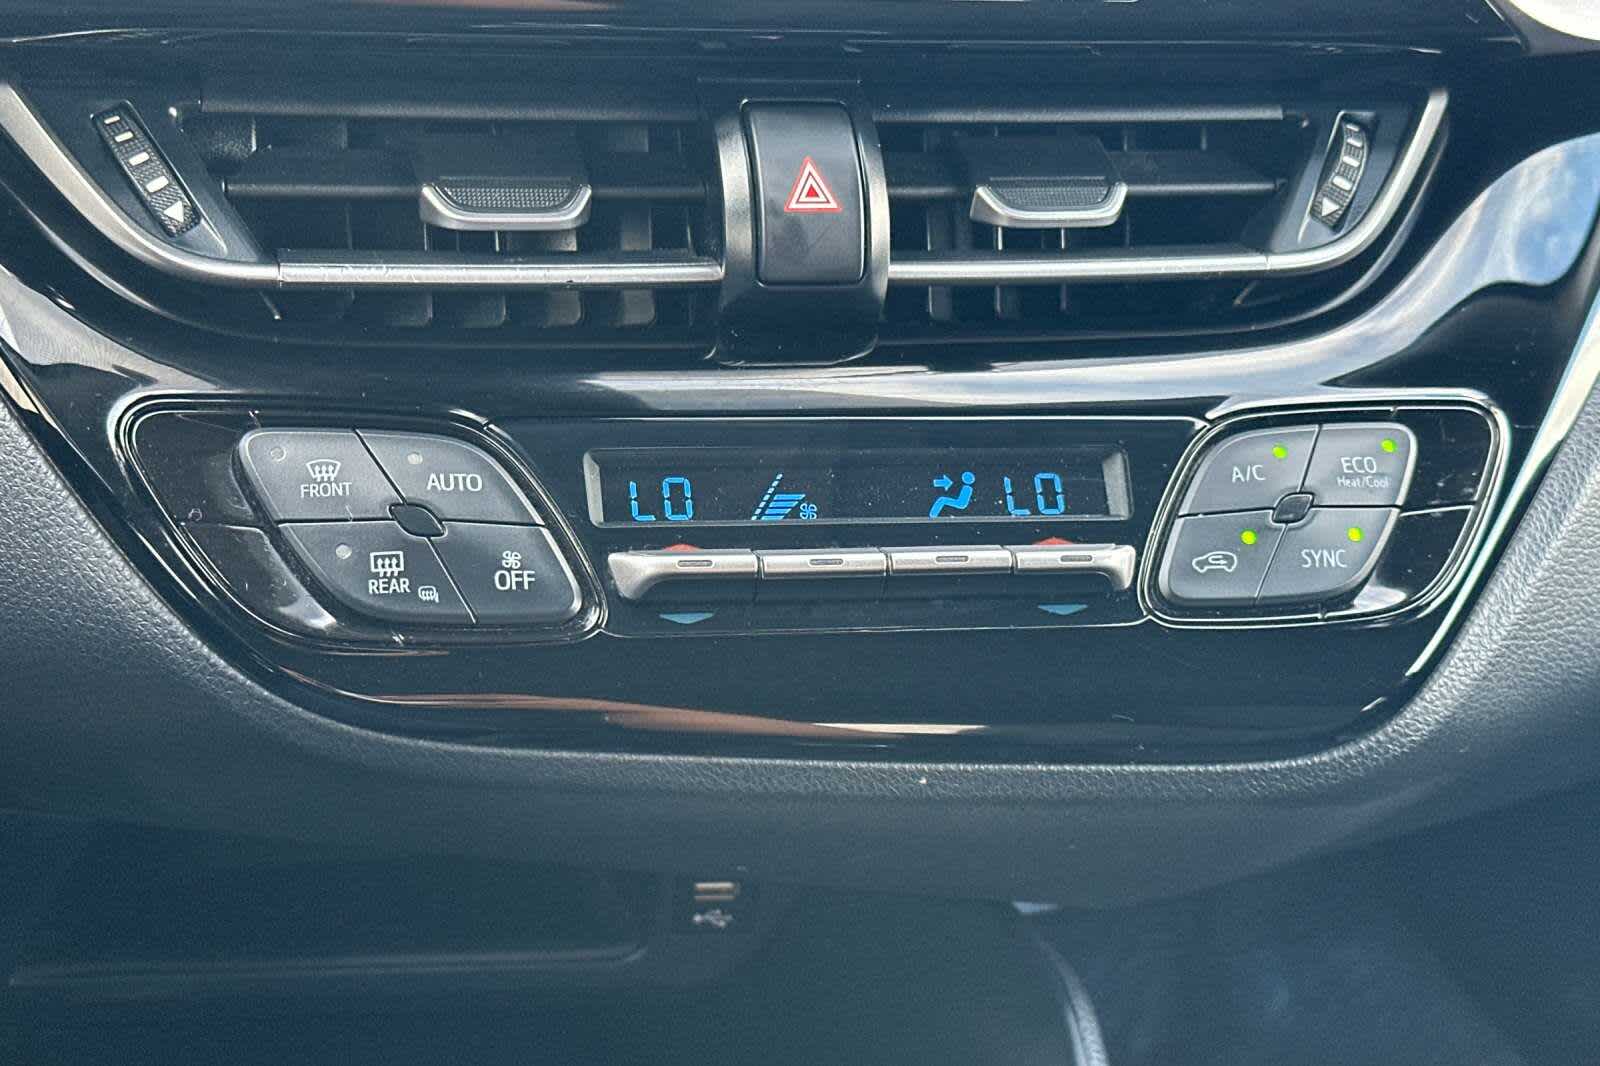 FRONT
AUTO
REAR
OFF
LO
LO
A/C
ECO
Heat/Cool
SYNC